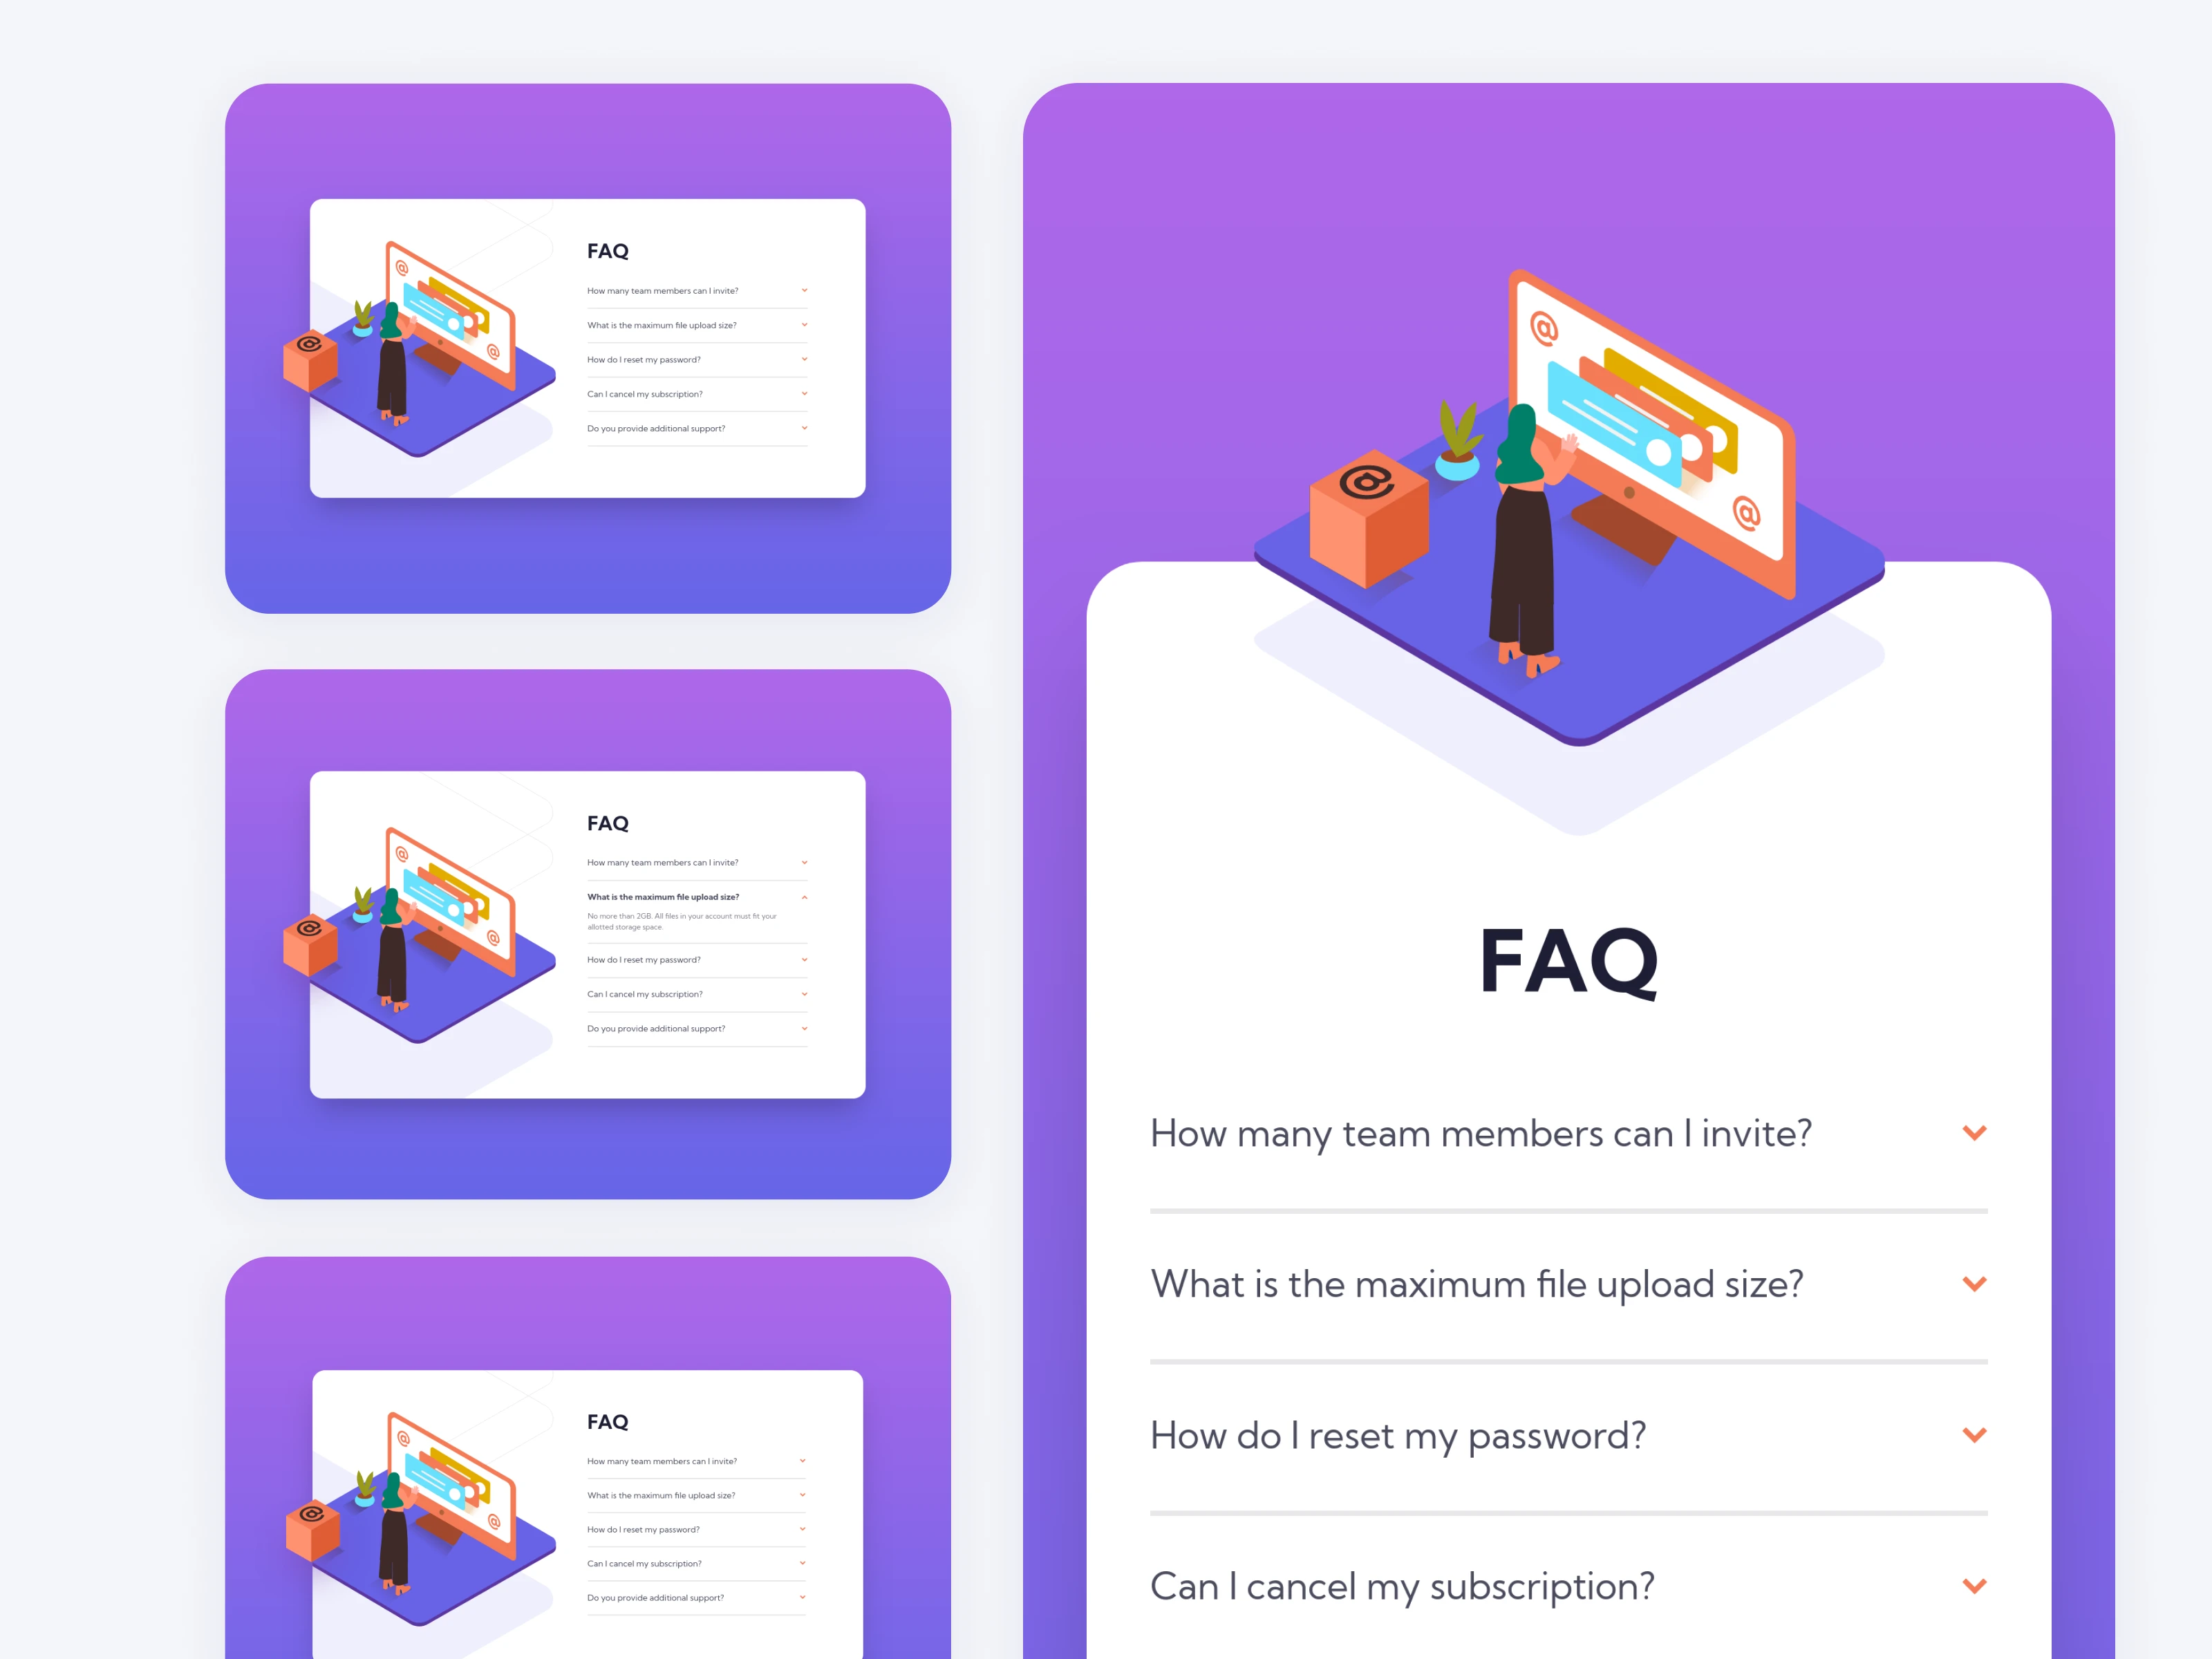 FAQ
How many team members can I invite?
What is the maximum file upload size?
How do I reset my password?
Can I cancel my subscription?
Do you provide additional support?
@
@
@
FAQ
How many team members can I invite?
What is the maximum file upload size?
No more than 2GB. All files in your account must fit your
allotted storage space.
How do I reset my password?
Can I cancel my subscription?
Do you provide additional support?
@
@
@
FAQ
How many team members can I invite?
What is the maximum file upload size?
How do I reset my password?
Can I cancel my subscription?
Do you provide additional support?
@
@
@
@
@
@
FAQ
How many team members can I invite?
What is the maximum file upload size?
How do I reset my password?
Can I cancel my subscription?